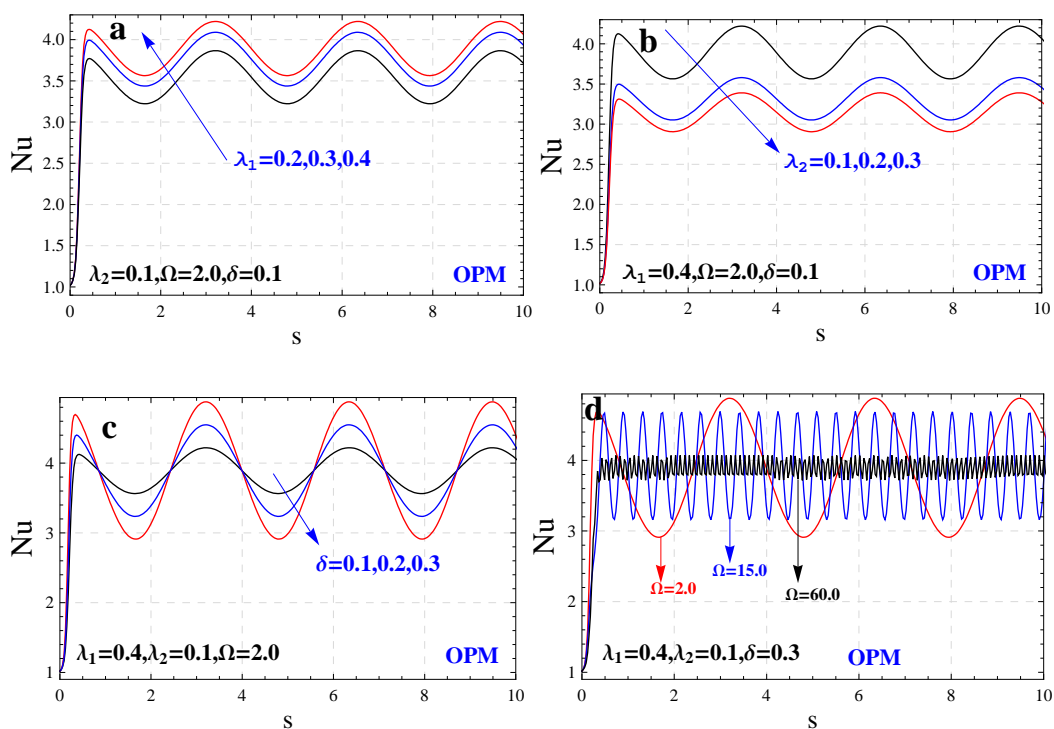 a
Nu
4.0
3.5
3.0
2.5
2.0
1.5
1.0
λ1=0.2,0.3,0.4
λ2=0.1,Ω=2.0,δ=0.1
OPM
0 2 4 6 8 10
s
b
Nu
4.0
3.5
3.0
2.5
2.0
1.5
1.0
λ2=0.1,0.2,0.3
λ1=0.4,Ω=2.0,δ=0.1
OPM
0 2 4 6 8 10
s
c
Nu
4
3
2
1
δ=0.1,0.2,0.3
λ1=0.4,λ2=0.1,Ω=2.0
OPM
0 2 4 6 8 10
s
d
Nu
4
3
2
1
Ω=2.0
Ω=15.0
Ω=60.0
λ1=0.4,λ2=0.1,δ=0.3
OPM
0 2 4 6 8 10
s